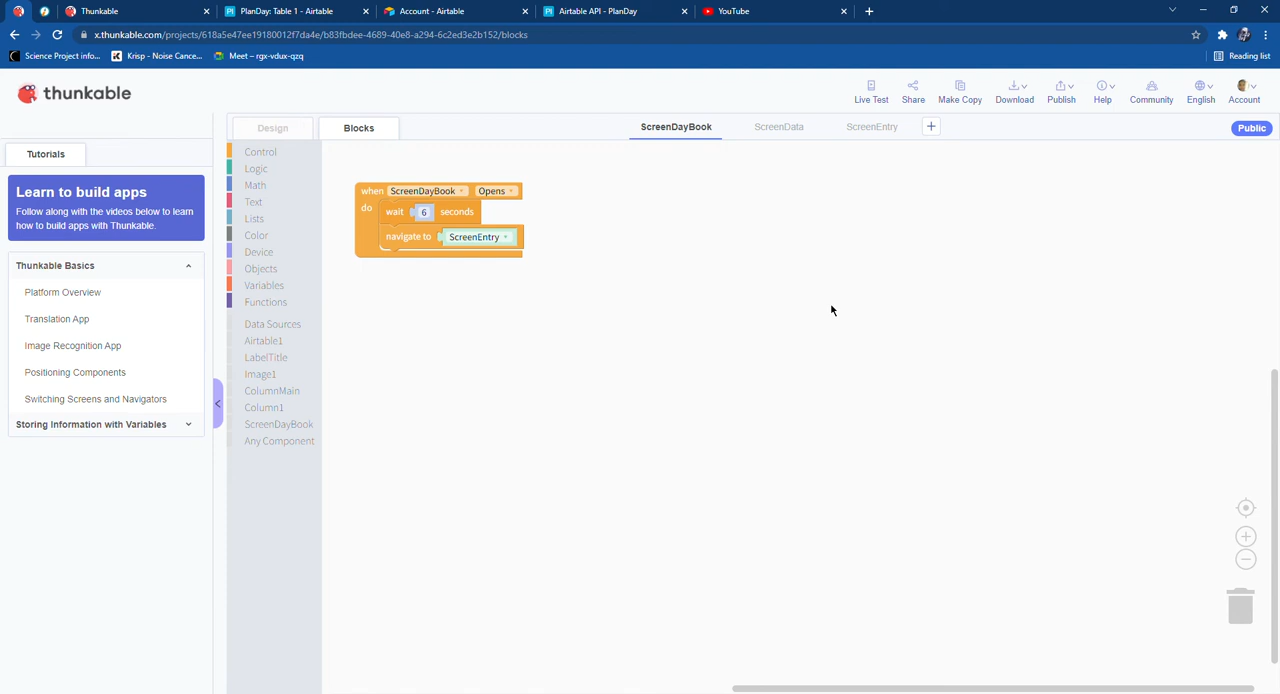 Thunkable
PlanDay: Table 1 - Airtable
Account - Airtable
Airtable API - PlanDay
YouTube
x.thunkable.com/projects/618a5e47ee19180012f7da4e/b83fbdee-4689-40e8-a294-6c2ed3e2b152/blocks
Science Project info...
Krisp - Noise Cance...
Meet – rgx-vdux-qzq
Reading list
thunkable
Live Test
Share
Make Copy
Download
Publish
Help
Community
English
Account
Design
Blocks
ScreenDayBook
ScreenData
ScreenEntry
Public
Tutorials
Learn to build apps
Follow along with the videos below to learn
how to build apps with Thunkable.
Thunkable Basics
Platform Overview
Translation App
Image Recognition App
Positioning Components
Switching Screens and Navigators
Storing Information with Variables
Control
Logic
Math
Text
Lists
Color
Device
Objects
Variables
Functions
Data Sources
Airtable1
LabelTitle
Image1
ColumnMain
Column1
ScreenDayBook
Any Component
when ScreenDayBook Opens
do wait 6 seconds
navigate to ScreenEntry